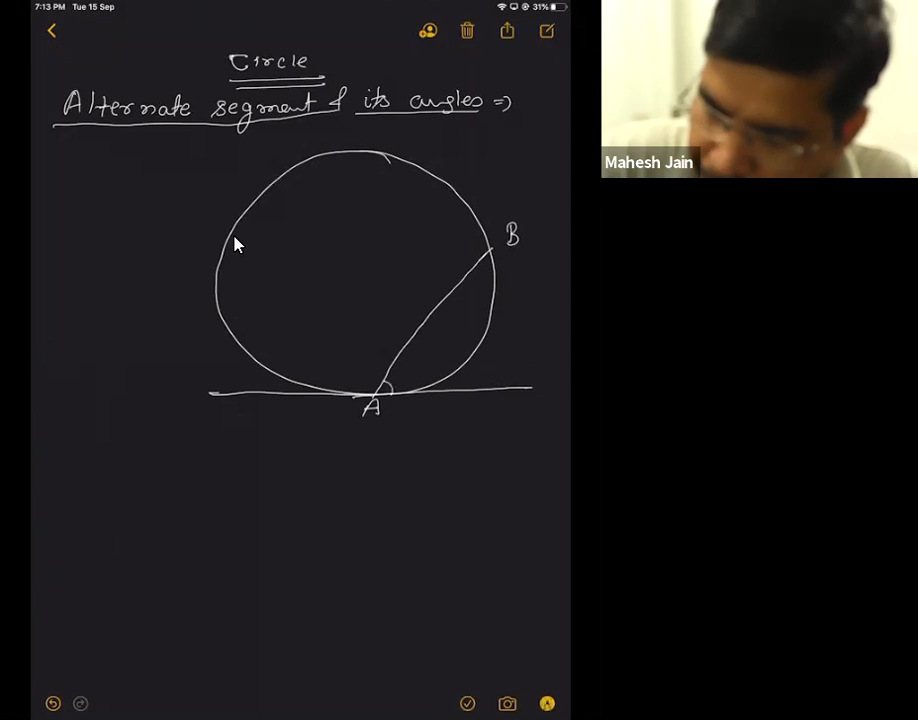 7:13 PM Tue 15 Sep 31%
Circle
Alternate segment & its angles =>
B
A
Mahesh Jain